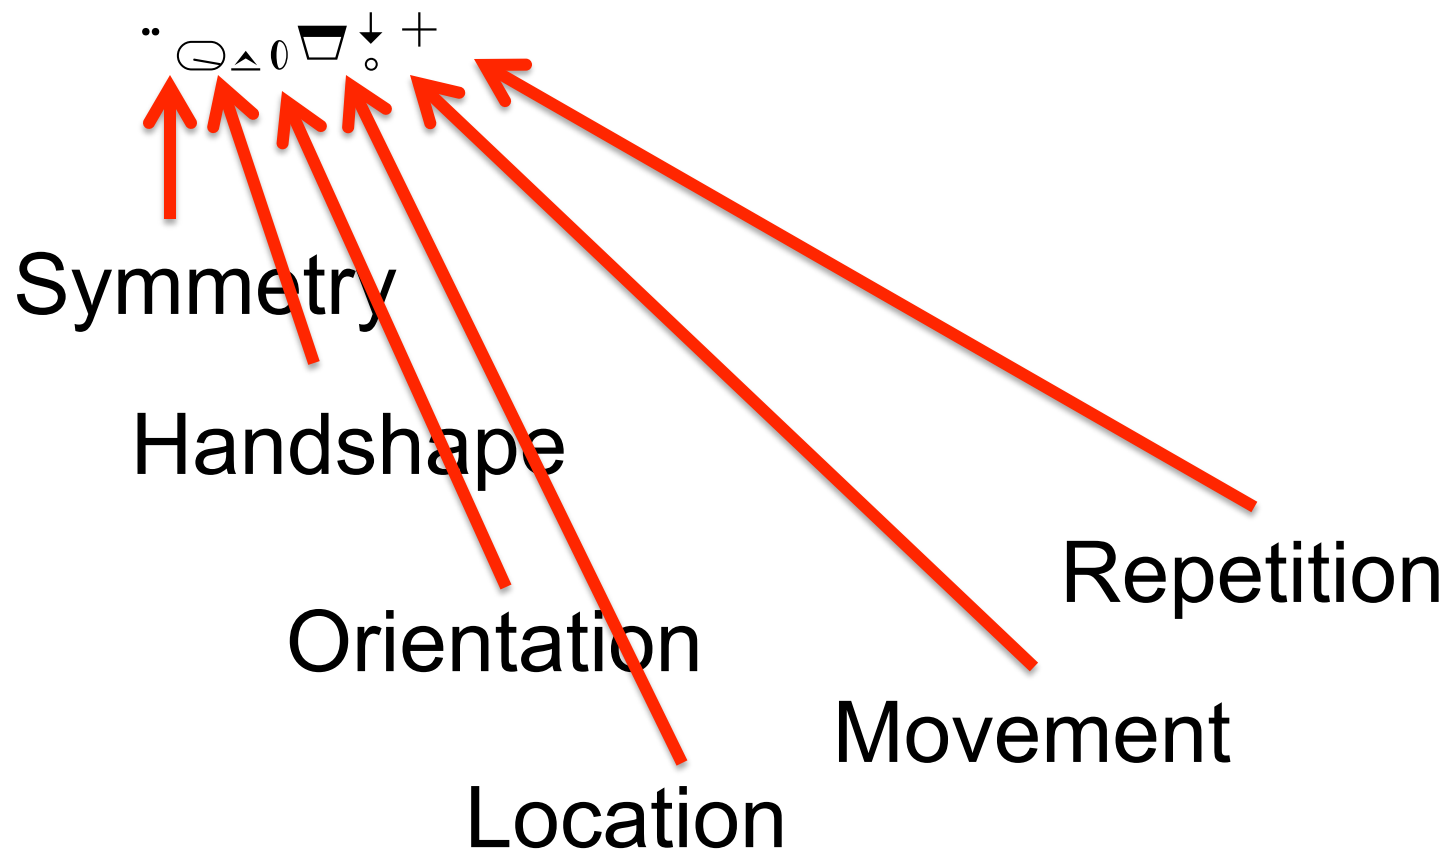 Symmetry
Handshape
Orientation
Location
Movement
Repetition